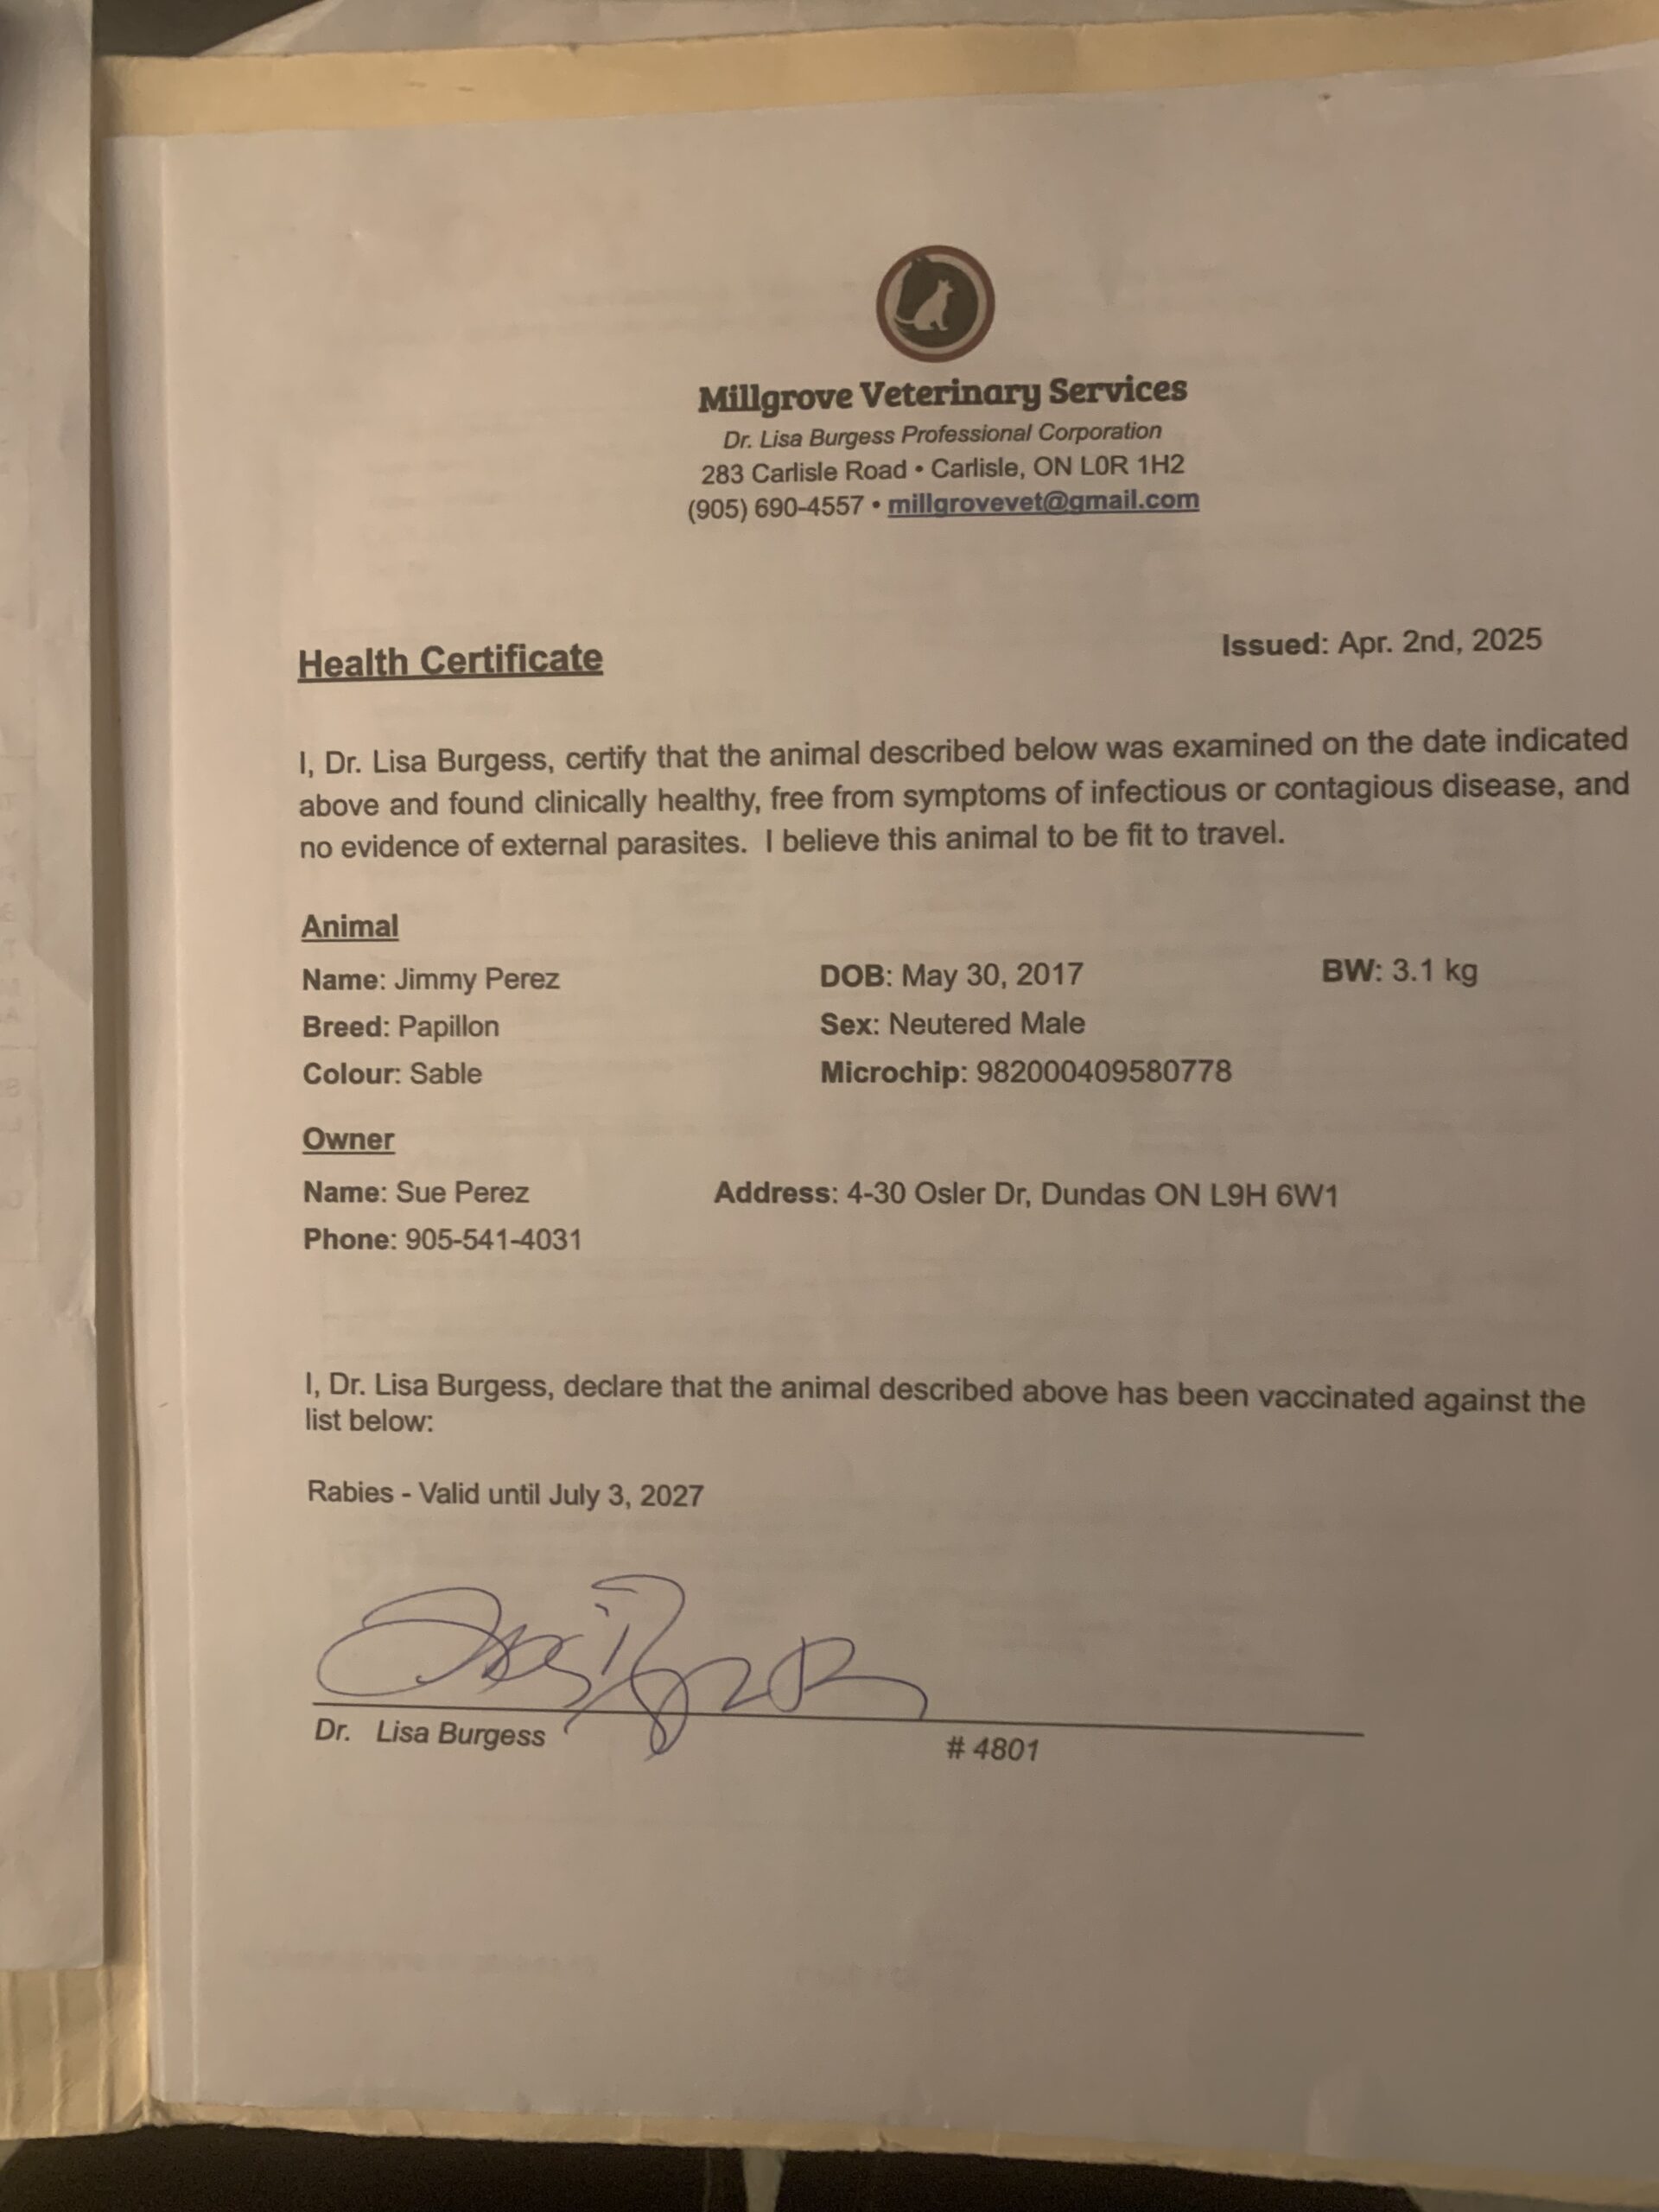 Millgrove Veterinary Services
Dr. Lisa Burgess Professional Corporation
283 Carlisle Road • Carlisle, ON L0R 1H2
(905) 690-4557 • millgrovevet@gmail.com
Health Certificate Issued: Apr. 2nd, 2025
I, Dr. Lisa Burgess, certify that the animal described below was examined on the date indicated
above and found clinically healthy, free from symptoms of infectious or contagious disease, and
no evidence of external parasites. I believe this animal to be fit to travel.
Animal
Name: Jimmy Perez DOB: May 30, 2017 BW: 3.1 kg
Breed: Papillon Sex: Neutered Male
Colour: Sable Microchip: 982000409580778
Owner
Name: Sue Perez Address: 4-30 Osler Dr, Dundas ON L9H 6W1
Phone: 905-541-4031
I, Dr. Lisa Burgess, declare that the animal described above has been vaccinated against the
list below:
Rabies - Valid until July 3, 2027
Dr. Lisa Burgess # 4801